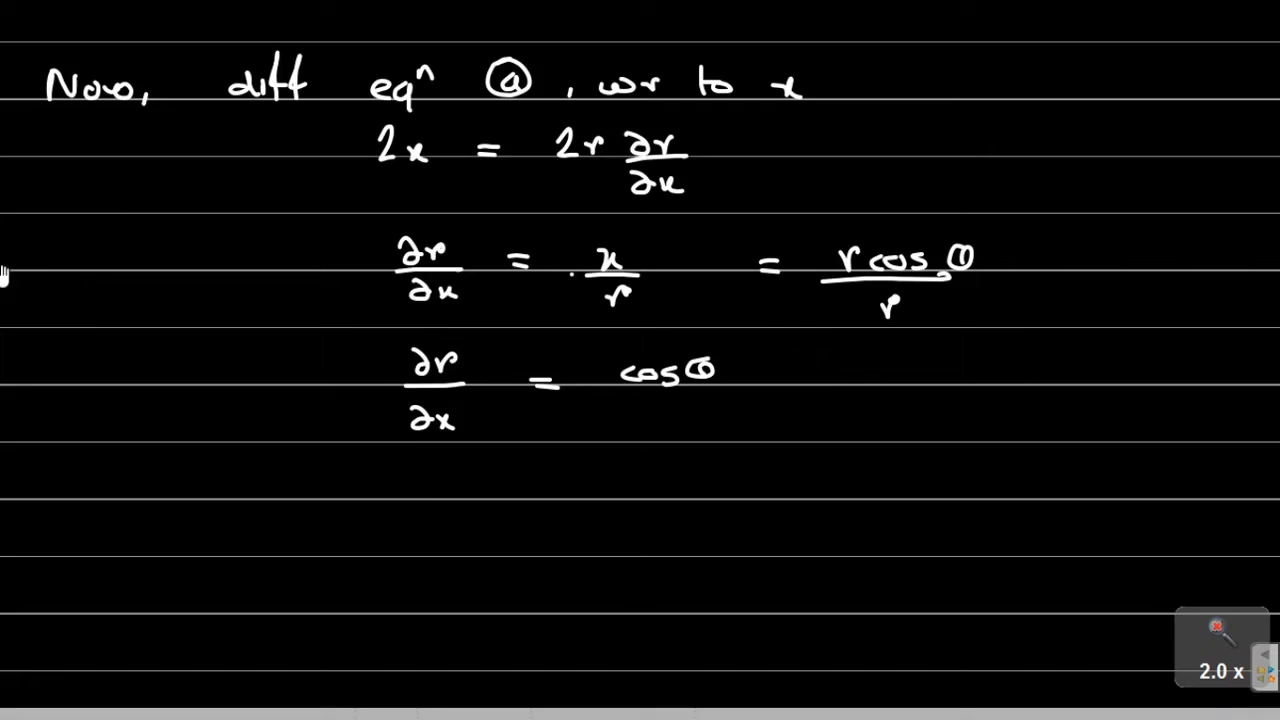 Now, diff eqⁿ ⓐ, wr to x
2x = 2r ∂r/∂x
∂r/∂x = x/r = r cos θ/r
∂r/∂x = cos θ
2.0 x